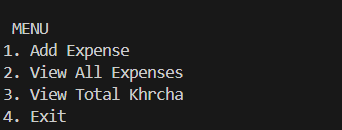 MENU
1. Add Expense
2. View All Expenses
3. View Total Khrcha
4. Exit